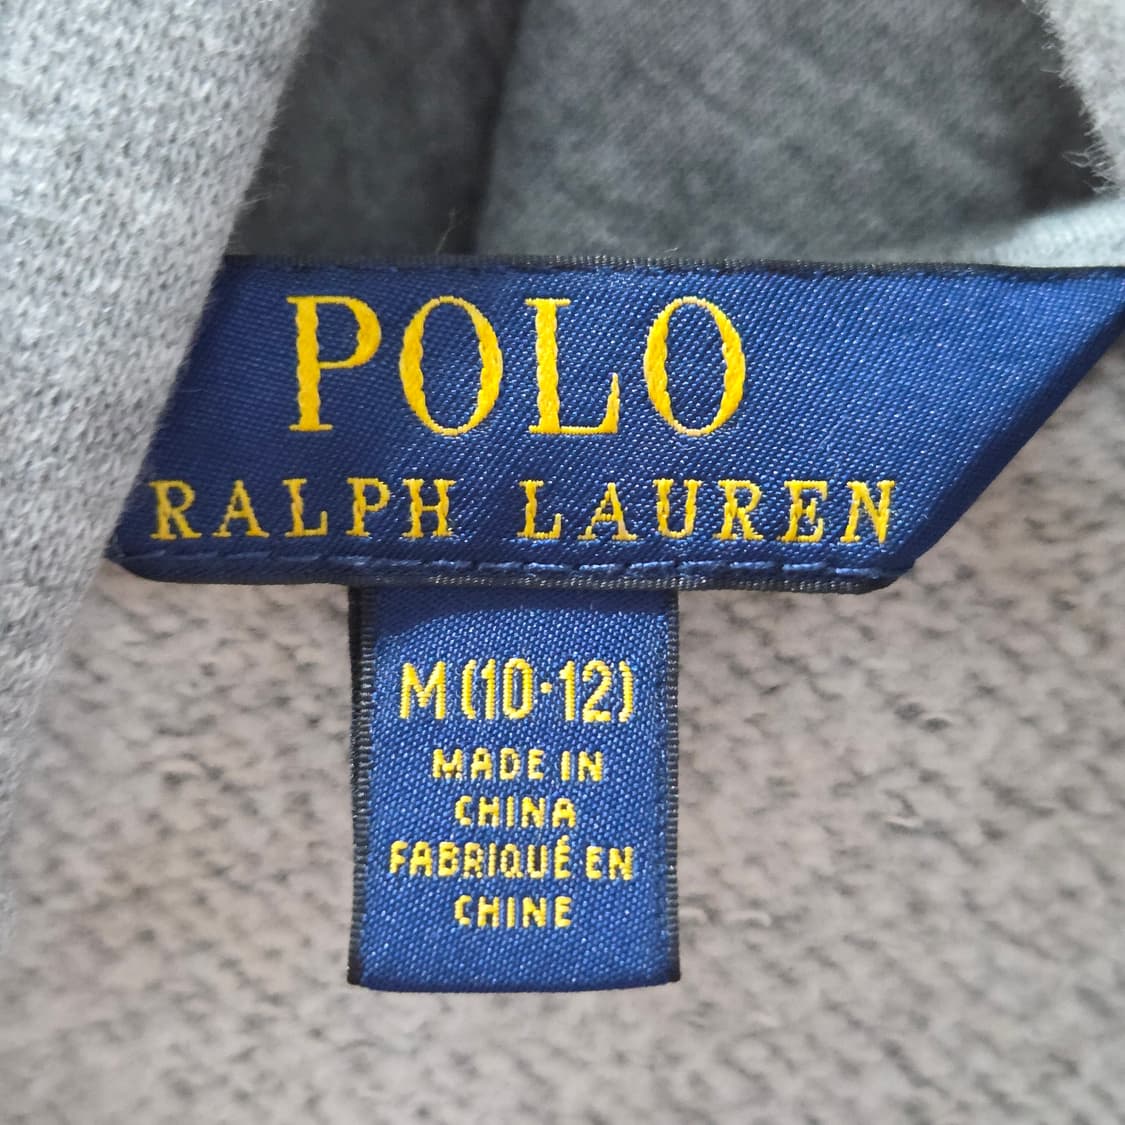 POLO
RALPH LAUREN
M(10-12)
MADE IN
CHINA
FABRIQUÉ EN
CHINE